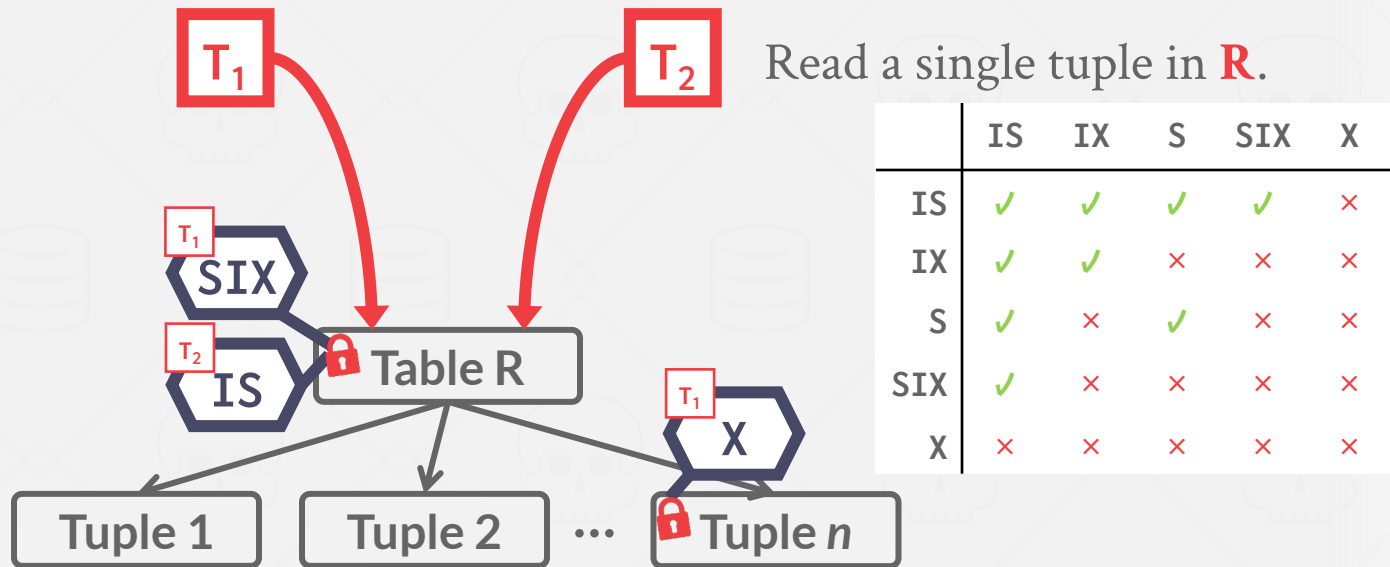 T₁
T₂
Read a single tuple in R.
IS IX S SIX X
IS ✓ ✓ ✓ ✓ ×
IX ✓ ✓ × × ×
S ✓ × ✓ × ×
SIX ✓ × × × ×
X × × × × ×
T₁
SIX
T₂
IS
Table R
T₁
X
Tuple 1
Tuple 2
...
Tuple n